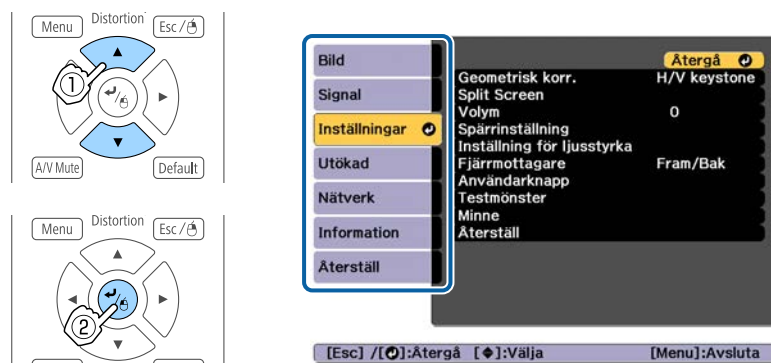 Menu
Distortion
Esc /
1
A/V Mute
Default
Menu
Distortion
Esc /
2
Bild
Signal
Inställningar
Utökad
Nätverk
Information
Återställ
Återgå
Geometrisk korr. H/V keystone
Split Screen
Volym 0
Spärrinställning
Inställning för ljusstyrka
Fjärrmottagare Fram/Bak
Användarknapp
Testmönster
Minne
Återställ
[Esc] /[ ]:Återgå [ ]:Välja [Menu]:Avsluta